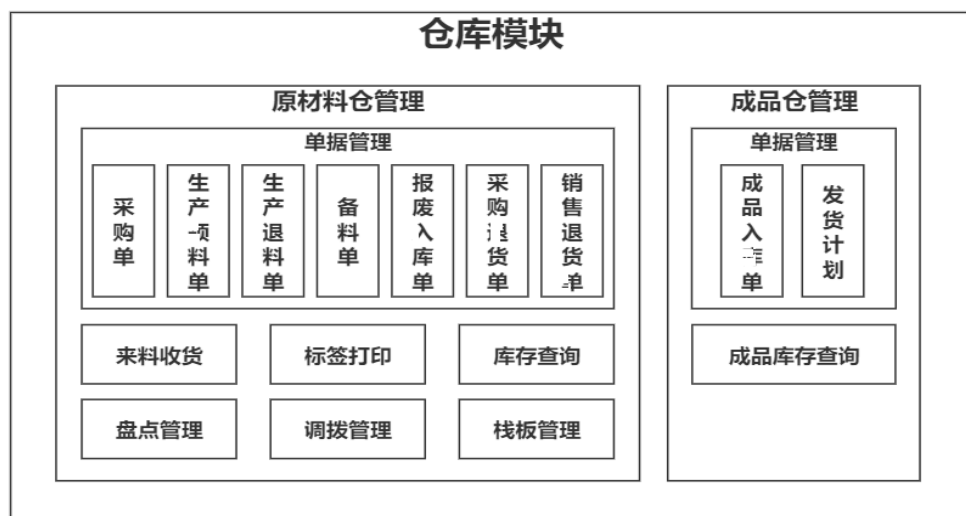 仓库模块
原材料仓管理
单据管理
采购单
生产领料单
生产退料单
备料单
报废入库单
采购退货单
销售退货单
来料收货
标签打印
库存查询
盘点管理
调拨管理
栈板管理
成品仓管理
单据管理
成品入库单
发货计划
成品库存查询